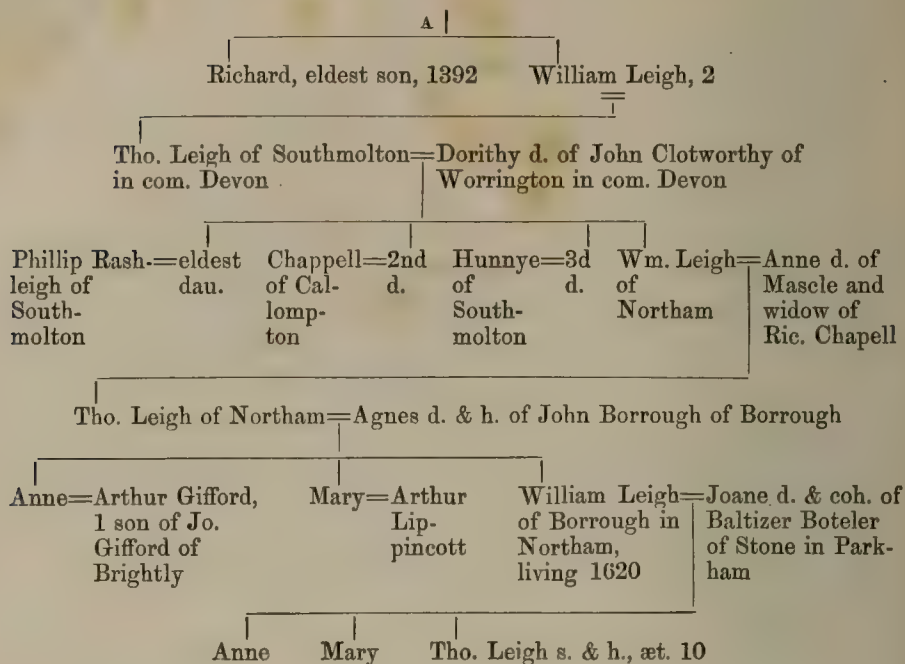 A
Richard, eldest son, 1392 William Leigh, 2
Tho. Leigh of Southmolton=Dorithy d. of John Clotworthy of
in com. Devon Worrington in com. Devon
Phillip Rash-=eldest Chappell=2nd Hunnye=3d Wm. Leigh=Anne d. of
leigh of dau. of Cal- d. of d. of Mascle and
South- lomp- South- Northam widow of
molton ton molton Ric. Chapell
Tho. Leigh of Northam=Agnes d. & h. of John Borrough of Borrough
Anne=Arthur Gifford, Mary=Arthur William Leigh=Joane d. & coh. of
1 son of Jo. Lip- of Borrough in Baltizer Boteler
Gifford of pincott Northam, of Stone in Park-
Brightly living 1620 ham
Anne Mary Tho. Leigh s. & h., æt. 10